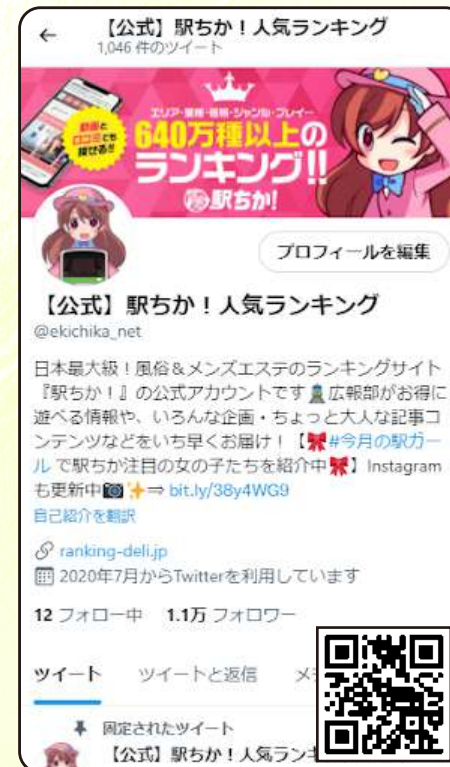 【公式】駅ちか！人気ランキング
1,046 件のツイート
動画と
口コミでも
探せる!!
エリア・業種・価格・ジャンル・プレイ…
640万種以上の
ランキング!!
駅ちか!
プロフィールを編集
【公式】駅ちか！人気ランキング
@ekichika_net
日本最大級！風俗＆メンズエステのランキングサイト
『駅ちか！』の公式アカウントです 広報部がお得に
遊べる情報や、いろんな企画・ちょっと大人な記事コ
ンテンツなどをいち早くお届け！【🎀#今月の駅ガー
ル で駅ちか注目の女の子たちを紹介中🎀】Instagram
も更新中📷✨⇒ bit.ly/38y4WG9
自己紹介を翻訳
ranking-deli.jp
2020年7月からTwitterを利用しています
12 フォロー中 1.1万 フォロワー
ツイート ツイートと返信 メ
固定されたツイート
【公式】駅ちか！人気ラン